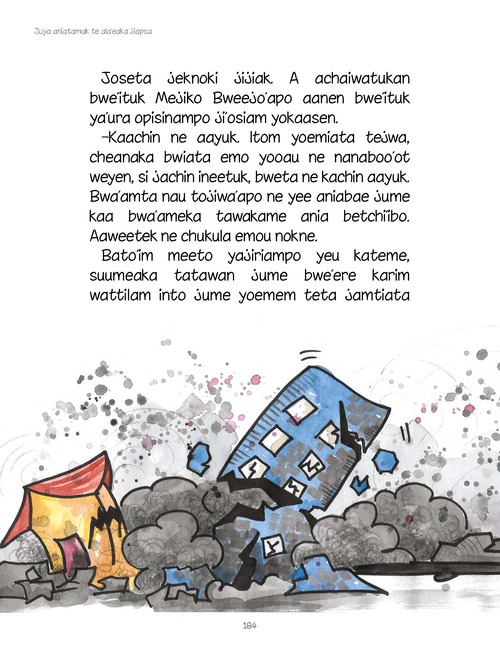 Juya aniatamak te ala'eaka jiapsa
Joseta jeknoki jijiak. A achaiwatukan
bwe'ituk Mejiko Bweejo'apo aanen bwe'ituk
ya'ura opisinampo ji'osiam yokaasen.
–Kaachin ne aayuk. Itom yoemiata tejwa,
cheanaka bwiata emo yooau ne nanaboo'ot
weyen, si jachin ineetuk, bweta ne kachin aayuk.
Bwa'amta nau tojiwa'apo ne yee aniabae jume
kaa bwa'ameka tawakame ania betchi'ibo.
Aaweetek ne chukula emou nokne.
Bato'im meeto yajiriampo yeu kateme,
suumeaka tatawan jume bwe'ere karim
wattilam into jume yoemem teta jamtiata
184